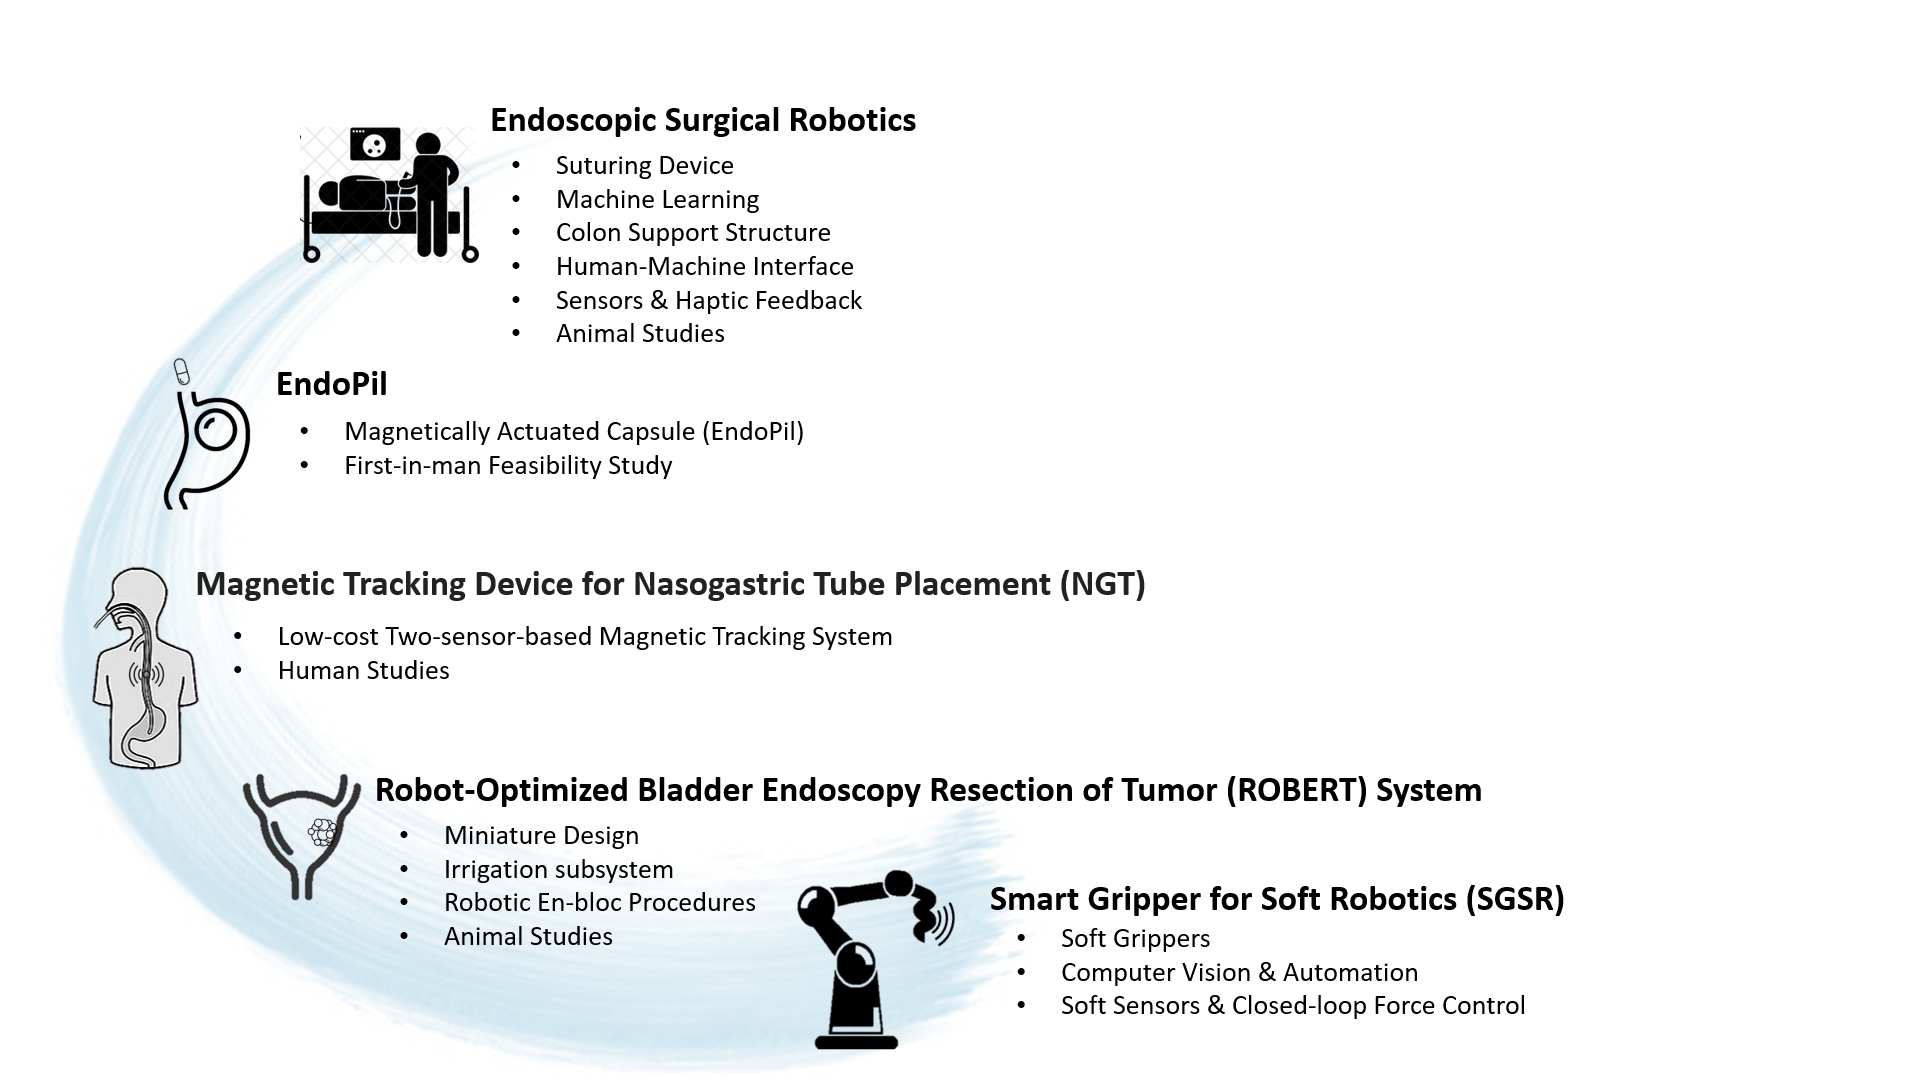 Endoscopic Surgical Robotics
• Suturing Device
• Machine Learning
• Colon Support Structure
• Human-Machine Interface
• Sensors & Haptic Feedback
• Animal Studies
EndoPil
• Magnetically Actuated Capsule (EndoPil)
• First-in-man Feasibility Study
Magnetic Tracking Device for Nasogastric Tube Placement (NGT)
• Low-cost Two-sensor-based Magnetic Tracking System
• Human Studies
Robot-Optimized Bladder Endoscopy Resection of Tumor (ROBERT) System
• Miniature Design
• Irrigation subsystem
• Robotic En-bloc Procedures
• Animal Studies
Smart Gripper for Soft Robotics (SGSR)
• Soft Grippers
• Computer Vision & Automation
• Soft Sensors & Closed-loop Force Control